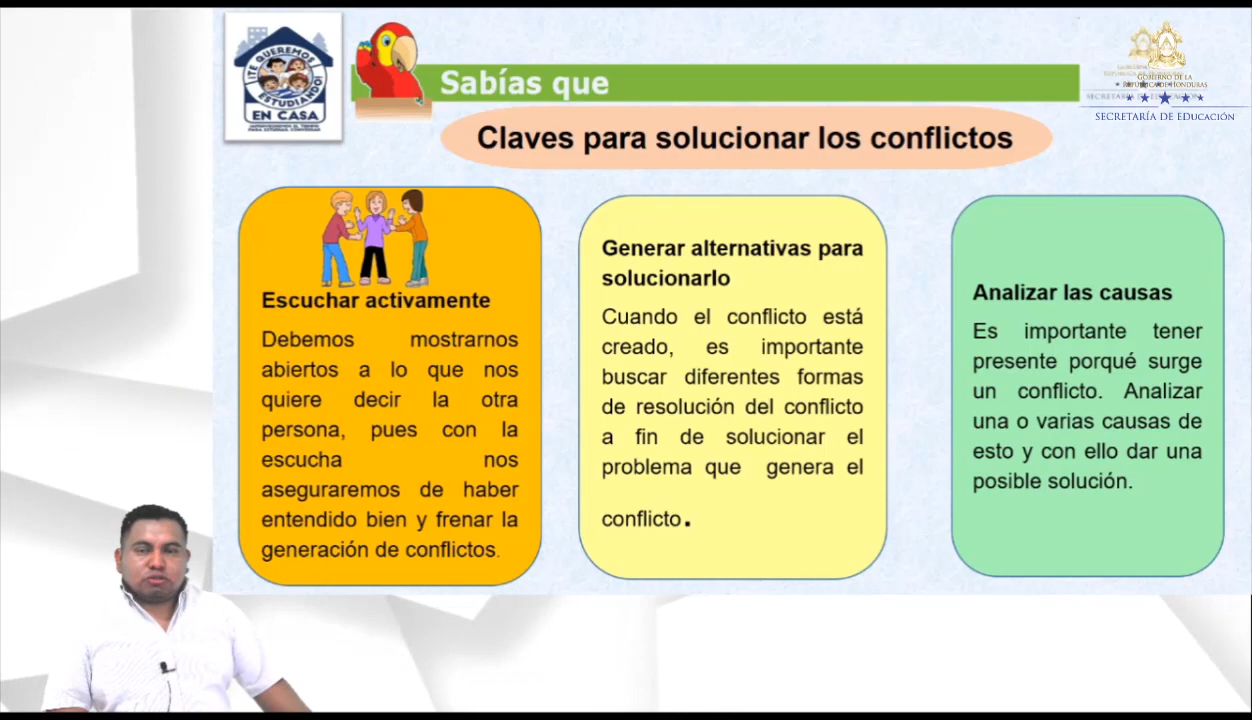 ¡TE QUEREMOS
ESTUDIANDO!
EN CASA
Sabías que
GOBIERNO DE LA
REPÚBLICA DE HONDURAS
SECRETARÍA DE EDUCACIÓN
Claves para solucionar los conflictos
Escuchar activamente
Debemos mostrarnos
abiertos a lo que nos
quiere decir la otra
persona, pues con la
escucha nos
aseguraremos de haber
entendido bien y frenar la
generación de conflictos.
Generar alternativas para
solucionarlo
Cuando el conflicto está
creado, es importante
buscar diferentes formas
de resolución del conflicto
a fin de solucionar el
problema que genera el
conflicto.
Analizar las causas
Es importante tener
presente porqué surge
un conflicto. Analizar
una o varias causas de
esto y con ello dar una
posible solución.